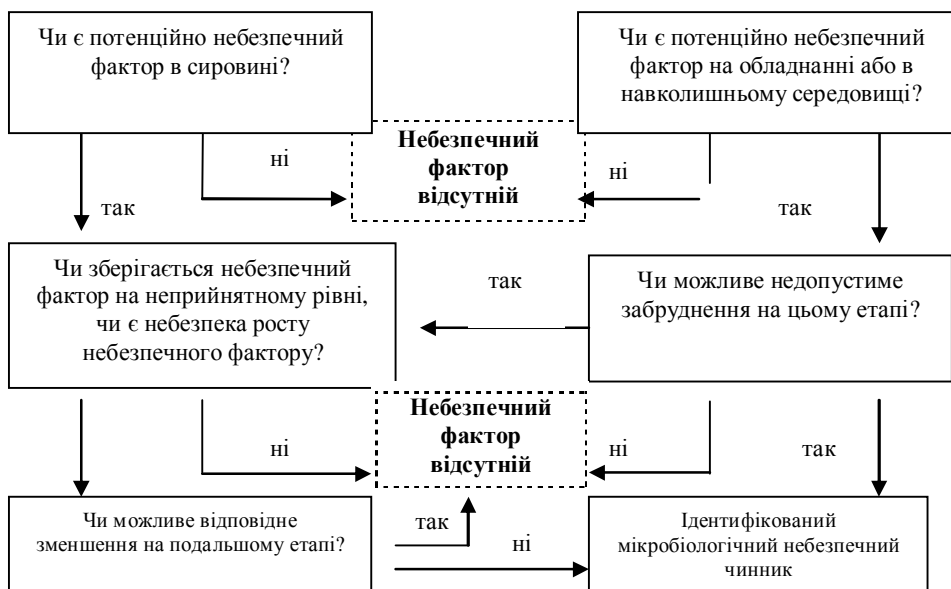 Чи є потенційно небезпечний
фактор в сировині?
Чи є потенційно небезпечний
фактор на обладнанні або в
навколишньому середовищі?
Небезпечний
фактор
відсутній
ні
ні
так
так
Чи зберігається небезпечний
фактор на неприйнятному рівні,
чи є небезпека росту
небезпечного фактору?
так
Чи можливе недопустиме
забруднення на цьому етапі?
Небезпечний
фактор
відсутній
ні
ні
так
Чи можливе відповідне
зменшення на подальшому етапі?
так
ні
Ідентифікований
мікробіологічний небезпечний
чинник